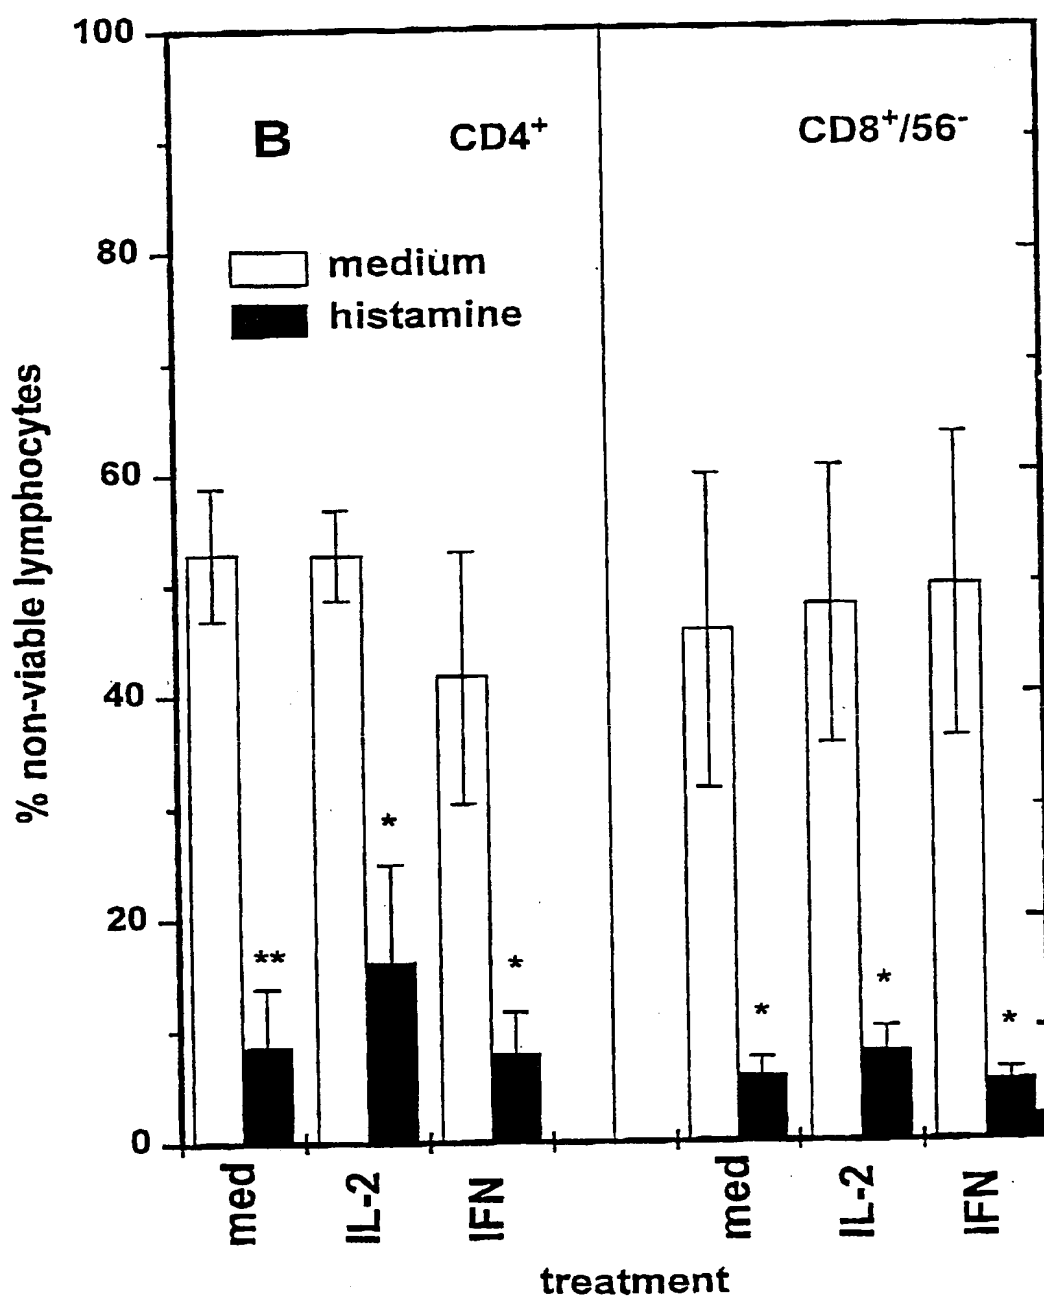 100
B
CD4+
CD8+/56-
80
medium
histamine
60
% non-viable lymphocytes
40
*
20
**
*
*
*
*
0
med
IL-2
IFN
med
IL-2
IFN
treatment